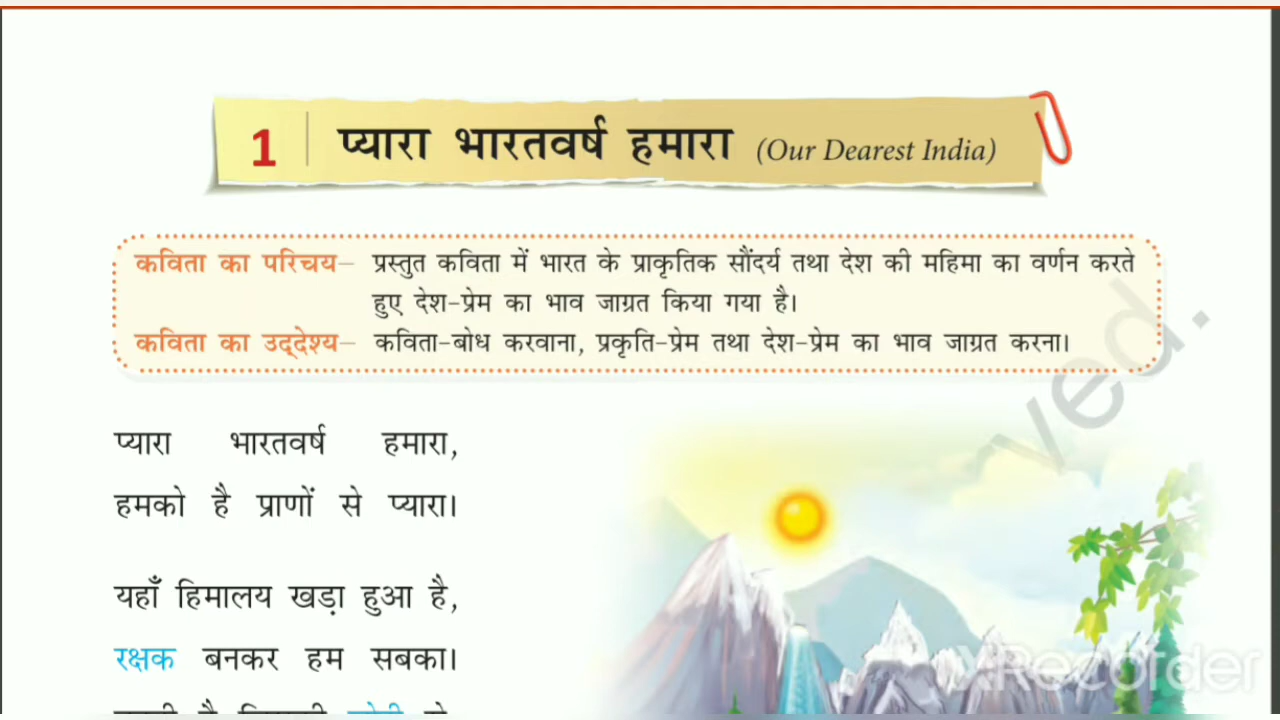 1 प्यारा भारतवर्ष हमारा (Our Dearest India)
कविता का परिचय– प्रस्तुत कविता में भारत के प्राकृतिक सौंदर्य तथा देश की महिमा का वर्णन करते
हुए देश-प्रेम का भाव जाग्रत किया गया है।
कविता का उद्देश्य– कविता-बोध करवाना, प्रकृति-प्रेम तथा देश-प्रेम का भाव जाग्रत करना।
ved.
प्यारा भारतवर्ष हमारा,
हमको है प्राणों से प्यारा।
यहाँ हिमालय खड़ा हुआ है,
रक्षक बनकर हम सबका।
XRecorder